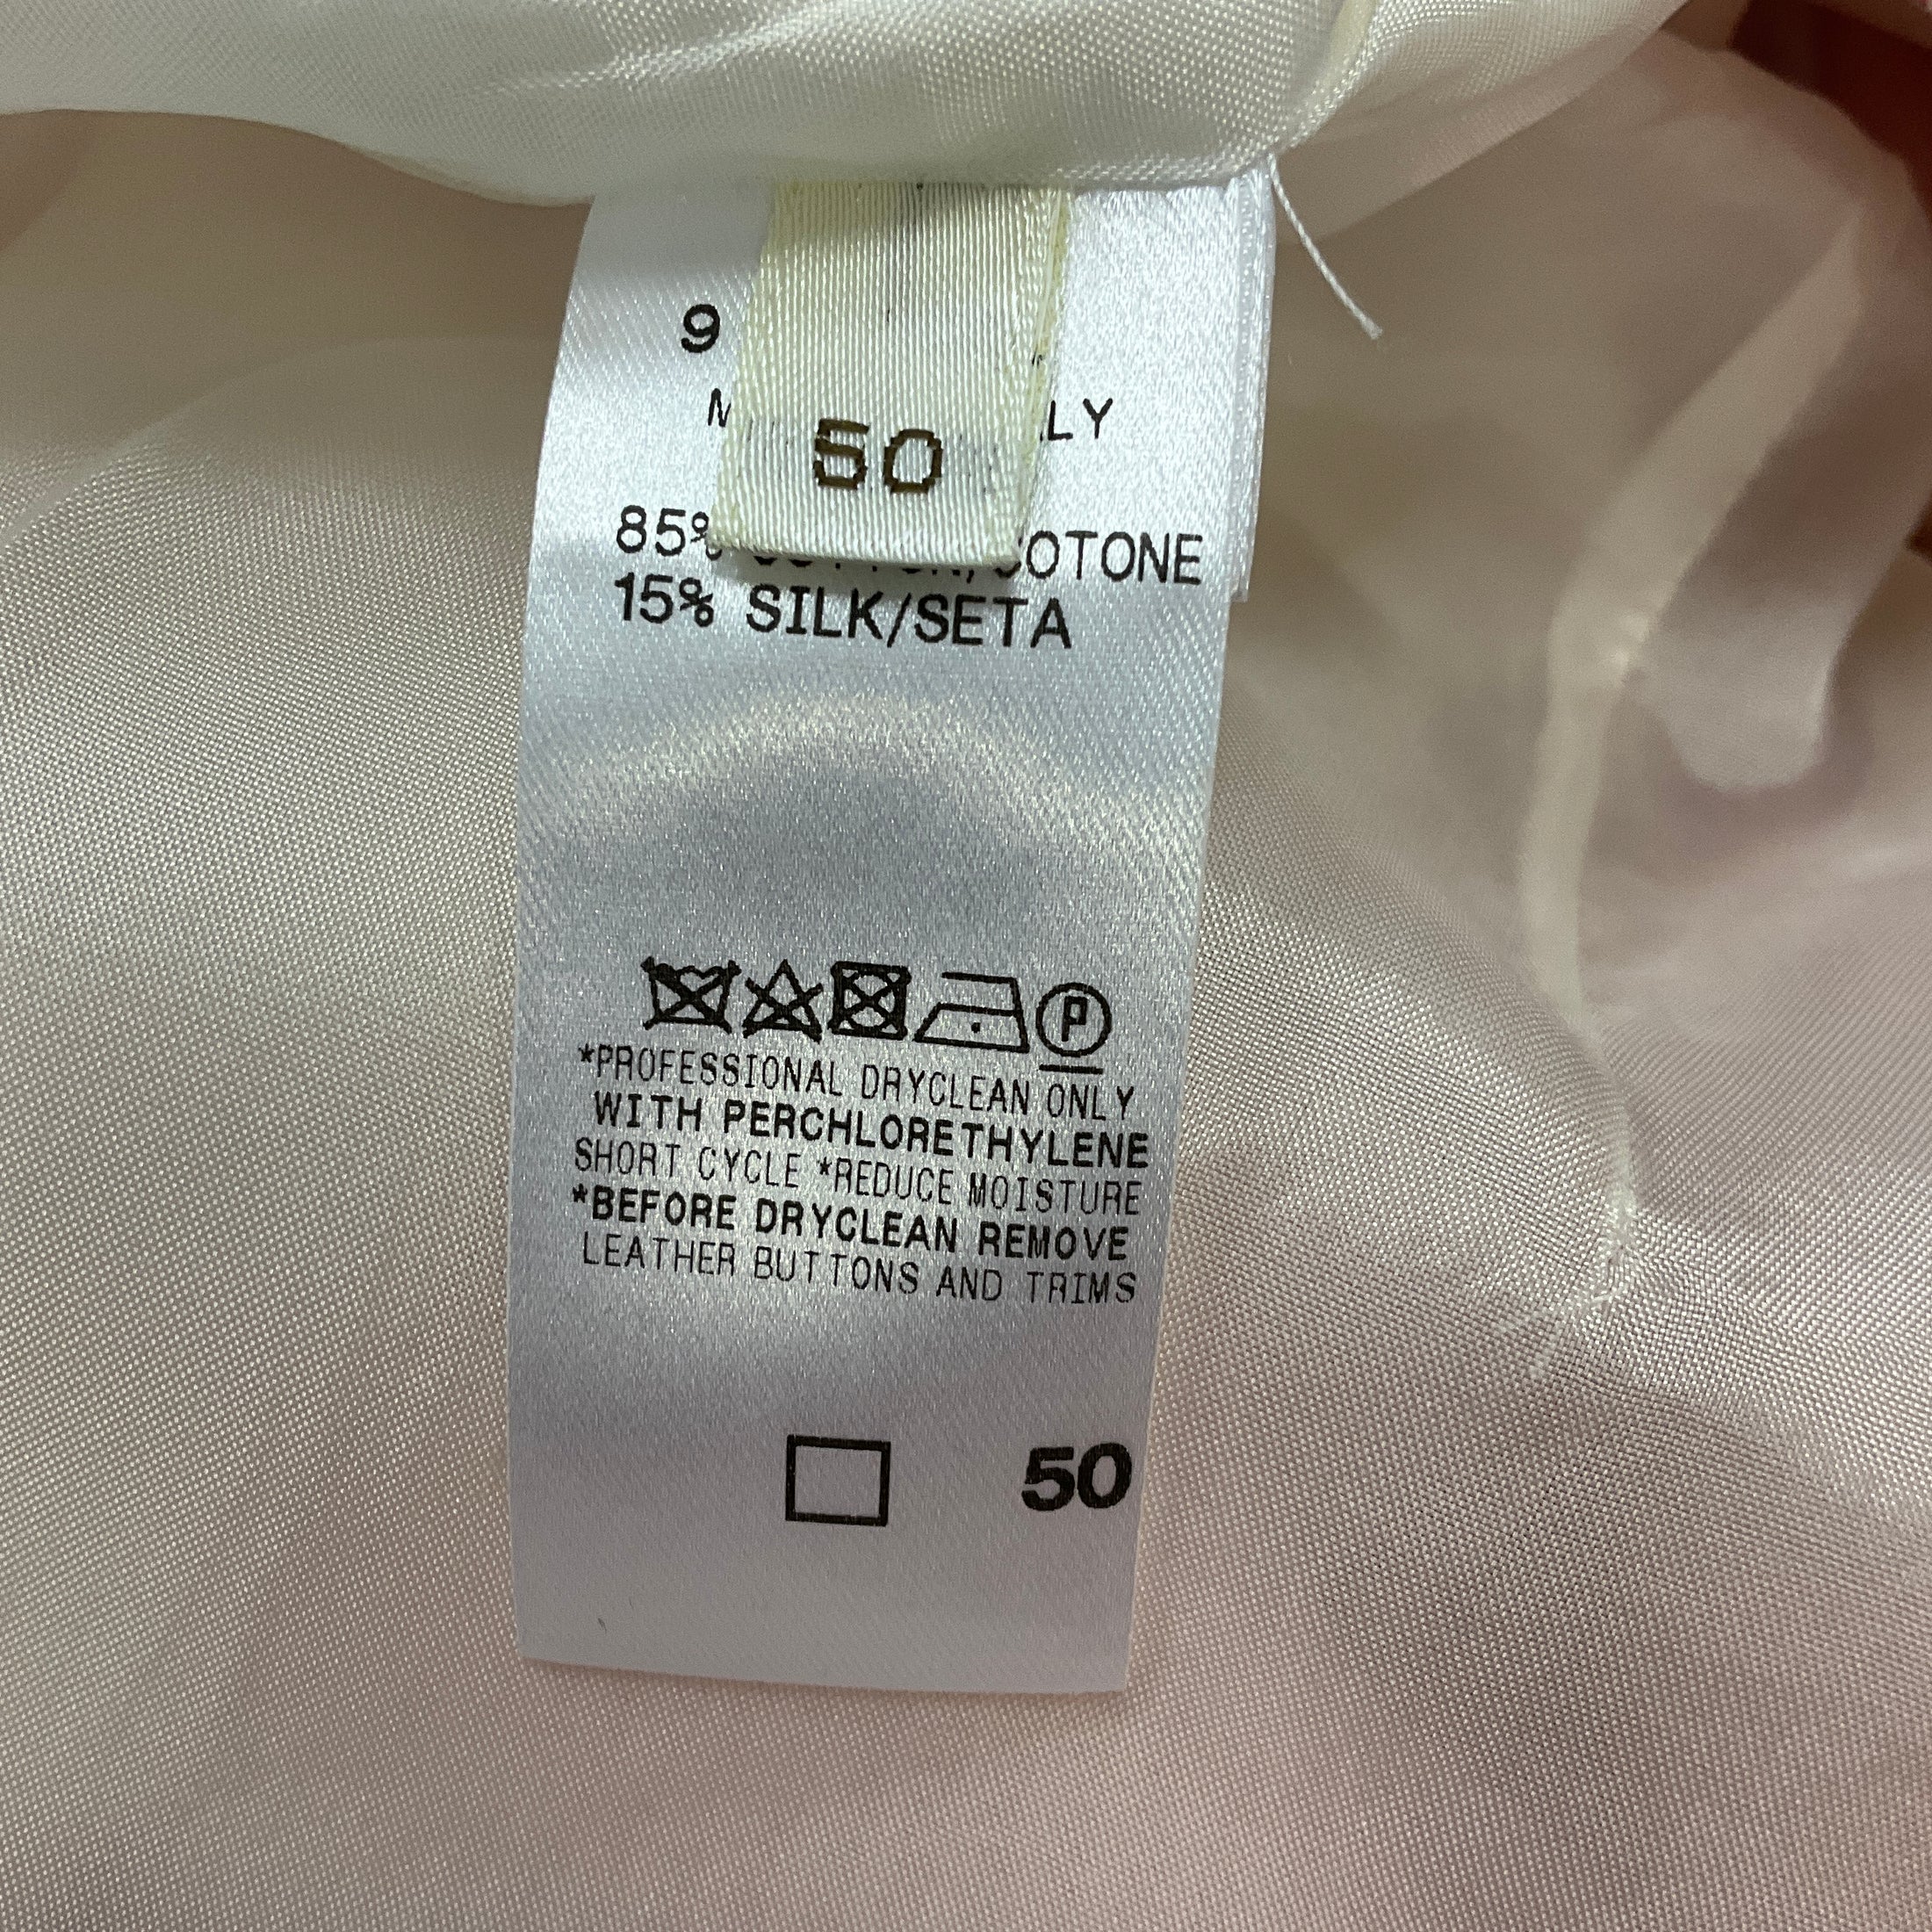 50
9
85% COTTON/COTONE
15% SILK/SETA
P
*PROFESSIONAL DRYCLEAN ONLY
WITH PERCHLORETHYLENE
SHORT CYCLE *REDUCE MOISTURE
*BEFORE DRYCLEAN REMOVE
LEATHER BUTTONS AND TRIMS
50